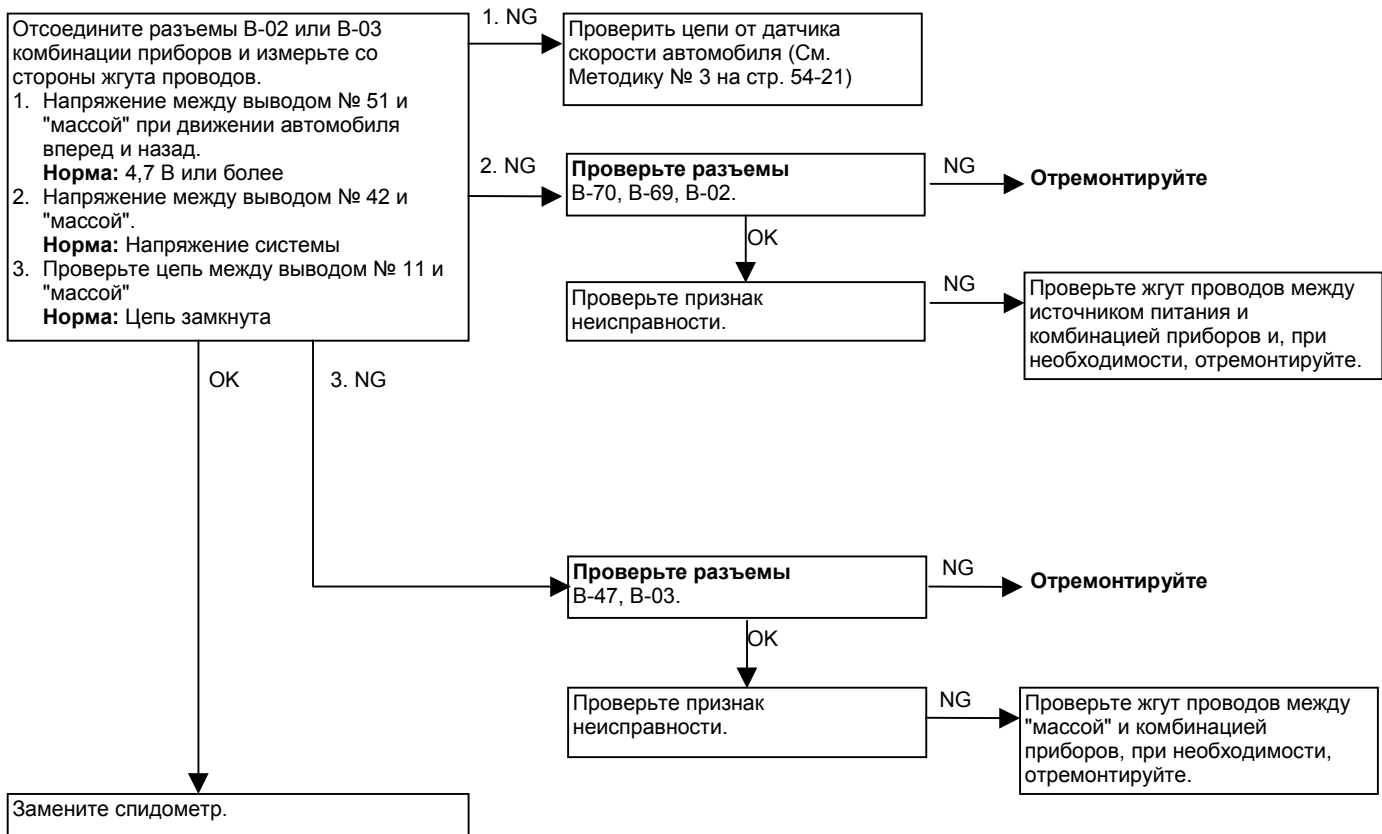 Отсоедините разъемы B-02 или B-03
комбинации приборов и измерьте со
стороны жгута проводов.
1. Напряжение между выводом № 51 и
"массой" при движении автомобиля
вперед и назад.
Норма: 4,7 В или более
2. Напряжение между выводом № 42 и
"массой".
Норма: Напряжение системы
3. Проверьте цепь между выводом № 11 и
"массой"
Норма: Цепь замкнута
1. NG
Проверить цепи от датчика
скорости автомобиля (См.
Методику № 3 на стр. 54-21)
2. NG
Проверьте разъемы
B-70, B-69, B-02.
NG
Отремонтируйте
OK
Проверьте признак
неисправности.
NG
Проверьте жгут проводов между
источником питания и
комбинацией приборов и, при
необходимости, отремонтируйте.
OK
3. NG
Проверьте разъемы
B-47, B-03.
NG
Отремонтируйте
OK
Проверьте признак
неисправности.
NG
Проверьте жгут проводов между
"массой" и комбинацией
приборов, при необходимости,
отремонтируйте.
Замените спидометр.